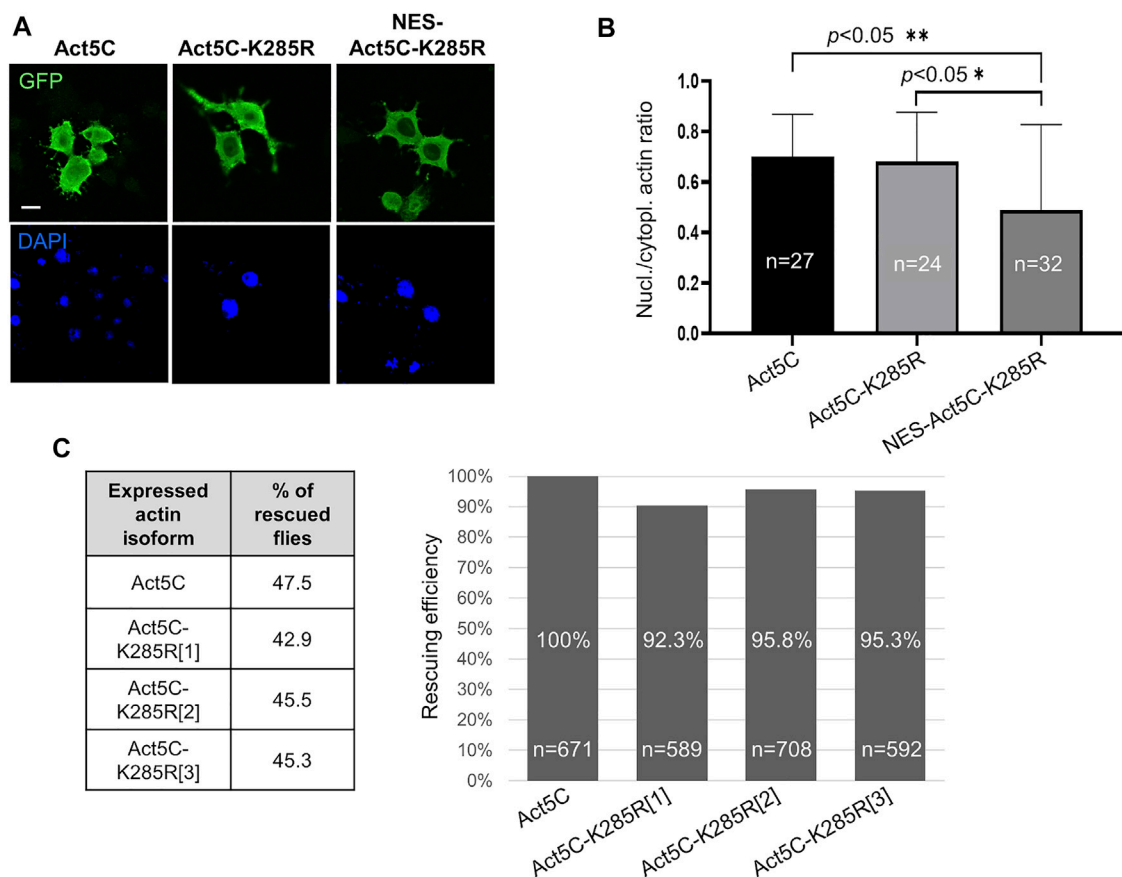 A
Act5C
Act5C-K285R
NES-
Act5C-K285R
GFP
DAPI
B
p<0.05 **
p<0.05 *
Nucl./cytopl. actin ratio
1.0
0.8
0.6
0.4
0.2
0.0
n=27
n=24
n=32
Act5C
Act5C-K285R
NES-Act5C-K285R
C
Expressed
actin
isoform
% of
rescued
flies
Act5C
47.5
Act5C-
K285R[1]
42.9
Act5C-
K285R[2]
45.5
Act5C-
K285R[3]
45.3
Rescuing efficiency
100%
90%
80%
70%
60%
50%
40%
30%
20%
10%
0%
100%
92.3%
95.8%
95.3%
n=671
n=589
n=708
n=592
Act5C
Act5C-K285R[1]
Act5C-K285R[2]
Act5C-K285R[3]